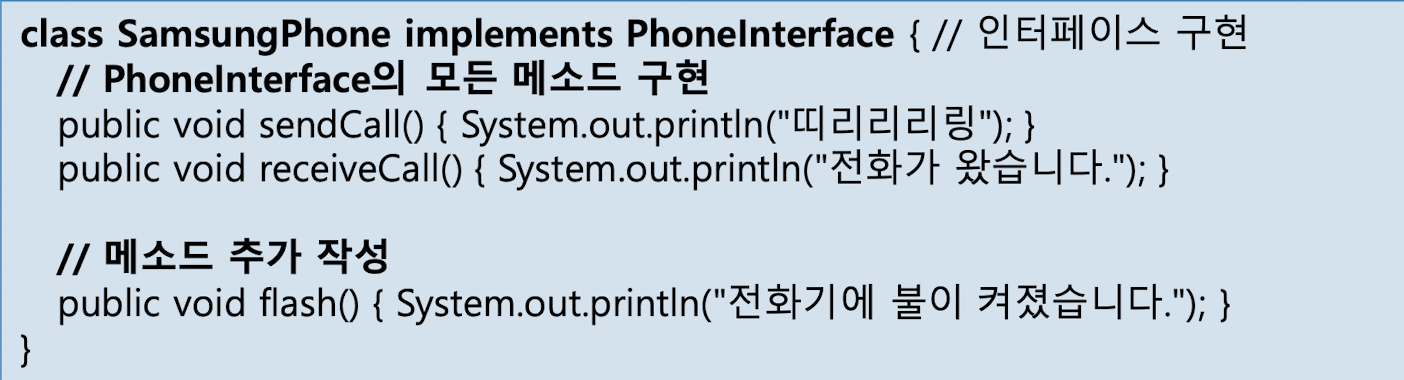 class SamsungPhone implements PhoneInterface { // 인터페이스 구현
// PhoneInterface의 모든 메소드 구현
public void sendCall() { System.out.println("띠리리리링"); }
public void receiveCall() { System.out.println("전화가 왔습니다."); }
// 메소드 추가 작성
public void flash() { System.out.println("전화기에 불이 켜졌습니다."); }
}